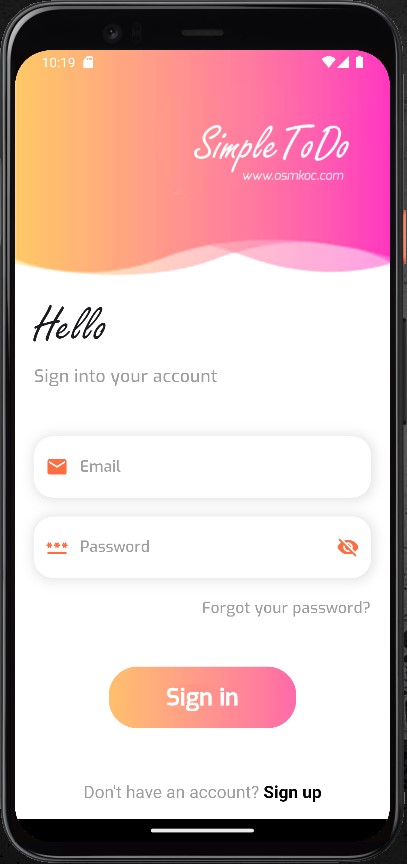 10:19
SimpleToDo
www.osmkoc.com
Hello
Sign into your account
Email
Password
Forgot your password?
Sign in
Don't have an account? Sign up